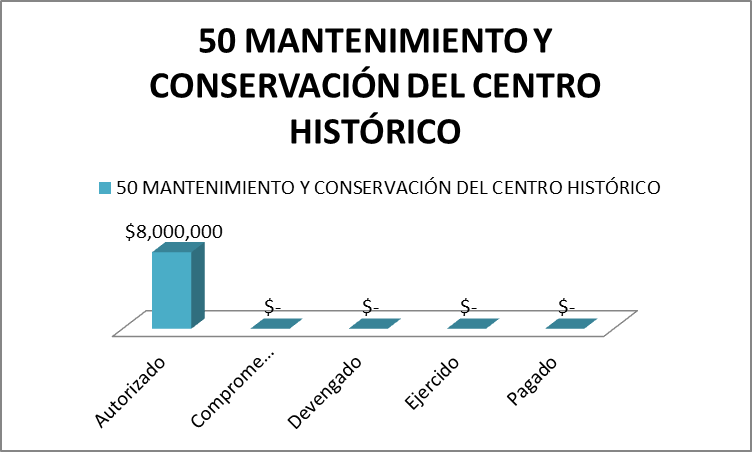 50 MANTENIMIENTO Y
CONSERVACIÓN DEL CENTRO
HISTÓRICO
50 MANTENIMIENTO Y CONSERVACIÓN DEL CENTRO HISTÓRICO
$8,000,000
$- $- $- $-
Autorizado Comprome... Devengado Ejercido Pagado